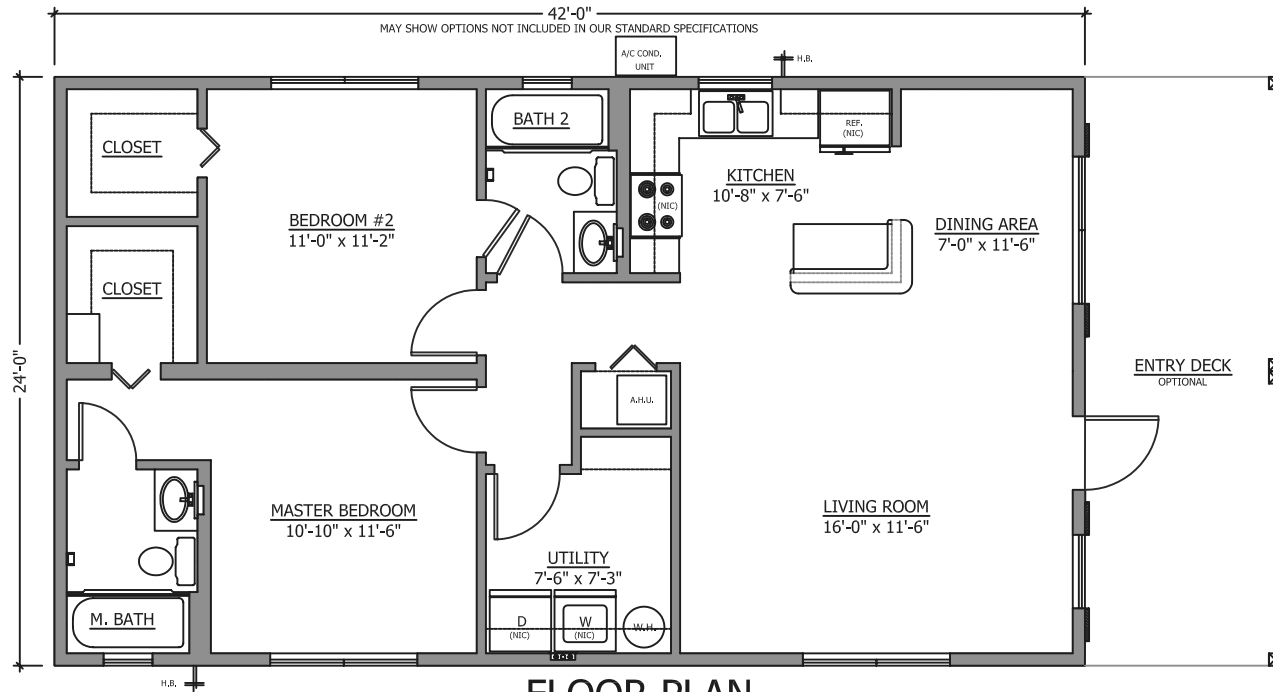 42'-0"
MAY SHOW OPTIONS NOT INCLUDED IN OUR STANDARD SPECIFICATIONS
A/C COND.
UNIT
H.B.
CLOSET
BATH 2
REF.
(NIC)
KITCHEN
10'-8" x 7'-6"
(NIC)
BEDROOM #2
11'-0" x 11'-2"
DINING AREA
7'-0" x 11'-6"
CLOSET
24'-0"
ENTRY DECK
OPTIONAL
A.H.U.
MASTER BEDROOM
10'-10" x 11'-6"
LIVING ROOM
16'-0" x 11'-6"
UTILITY
7'-6" x 7'-3"
M. BATH
D
(NIC)
W
(NIC)
W.H.
H.B.
FLOOR PLAN